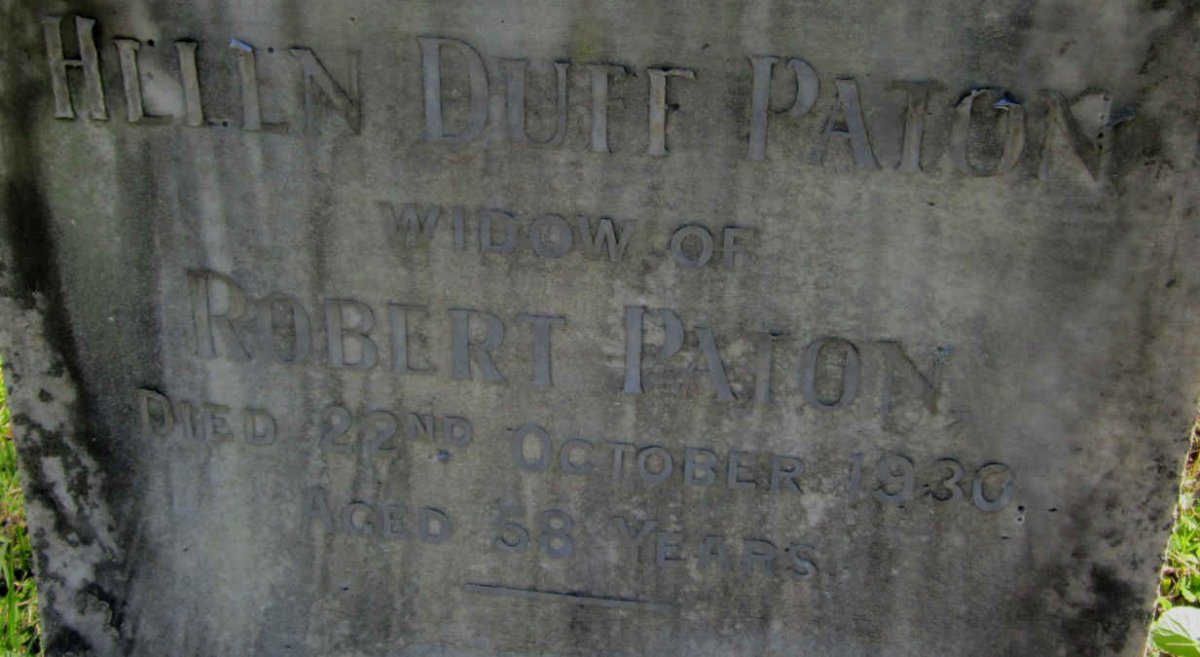 HELEN DUFF PATON
WIDOW OF
ROBERT PATON
DIED 22ND OCTOBER 1930
AGED 58 YEARS